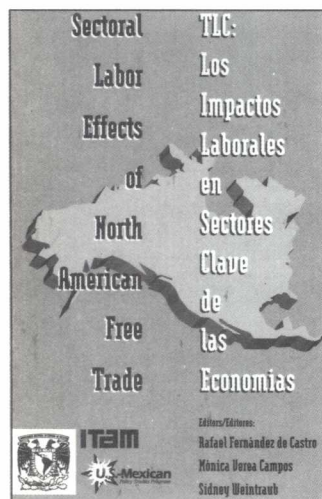 Sectoral
Labor
Effects
of
North
American
Free
Trade
TLC:
Los
Impactos
Laborales
en
Sectores
Clave
de
las
Economías
Editors/Editores:
Rafael Fernández de Castro
Mónica Verea Campos
Sidney Weintraub
ITam
U.S.-Mexican